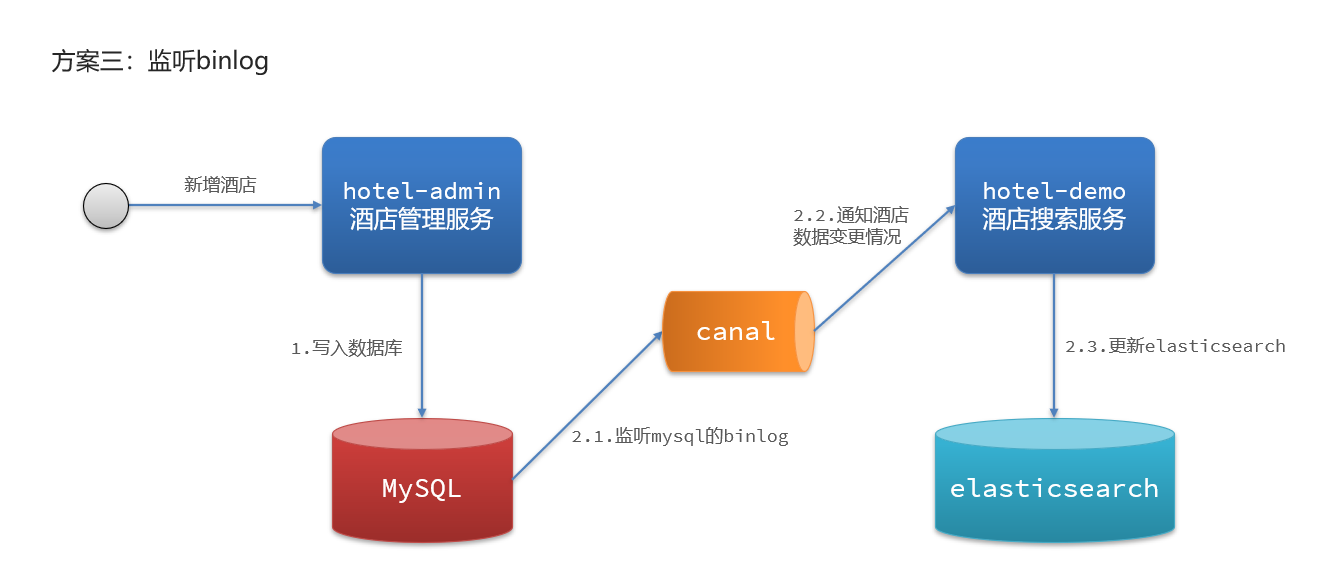 方案三：监听binlog
新增酒店
hotel-admin
酒店管理服务
hotel-demo
酒店搜索服务
2.2.通知酒店
数据变更情况
canal
1.写入数据库
2.3.更新elasticsearch
2.1.监听mysql的binlog
MySQL
elasticsearch